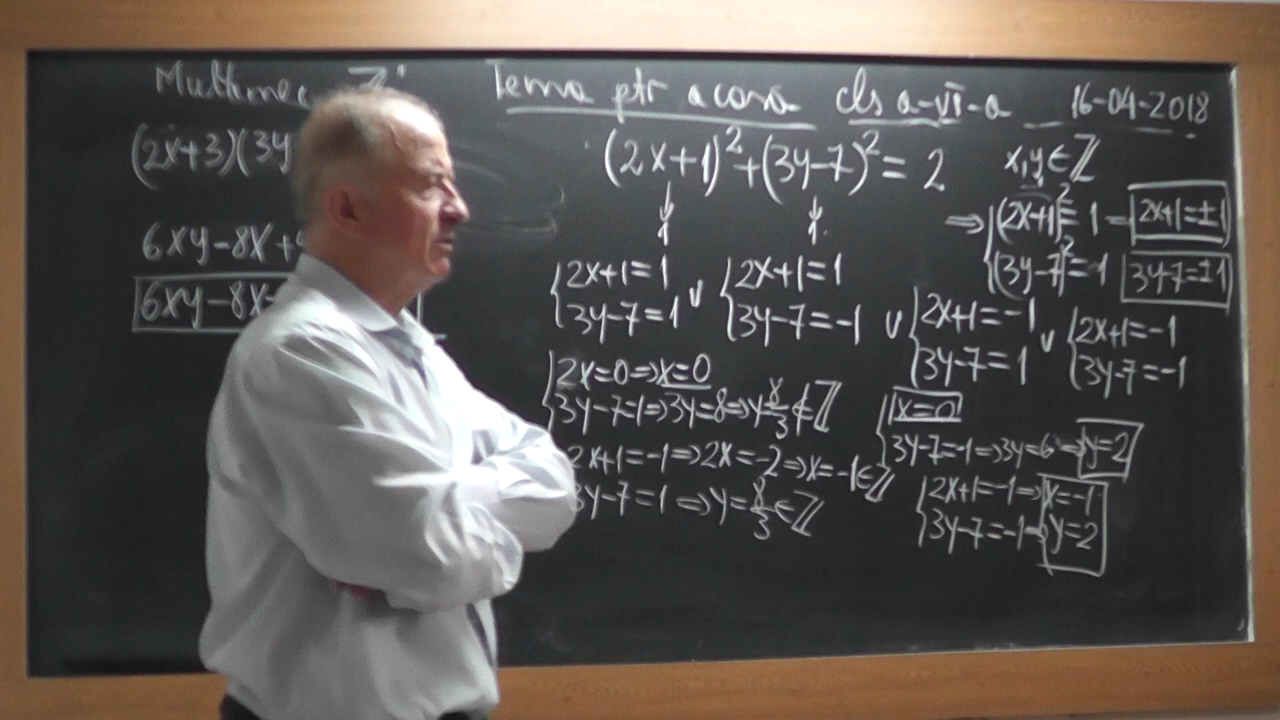 Z
(2x+3)(3y
6xy-8x+
6xy-8x-
Tema ptr acasă cls a-VI-a 16-04-2018
(2x+1)²+(3y-7)²=2 x,y∈Z
↓ ↓
1 1
⇒ {(2x+1)²=1 ⇒ 2x+1=±1
(3y-7)²=1 3y-7=±1
{2x+1=1 v {2x+1=1
3y-7=1 3y-7=-1
v {2x+1=-1 v {2x+1=-1
3y-7=1 3y-7=-1
{2x=0⇒x=0
3y-7=1⇒3y=8⇒y=8/3∉Z
2x+1=-1⇒2x=-2⇒x=-1∈Z
3y-7=1⇒y=8/3∈Z
{x=0
3y-7=-1⇒3y=6⇒y=2
{2x+1=-1⇒x=-1
3y-7=-1⇒y=2